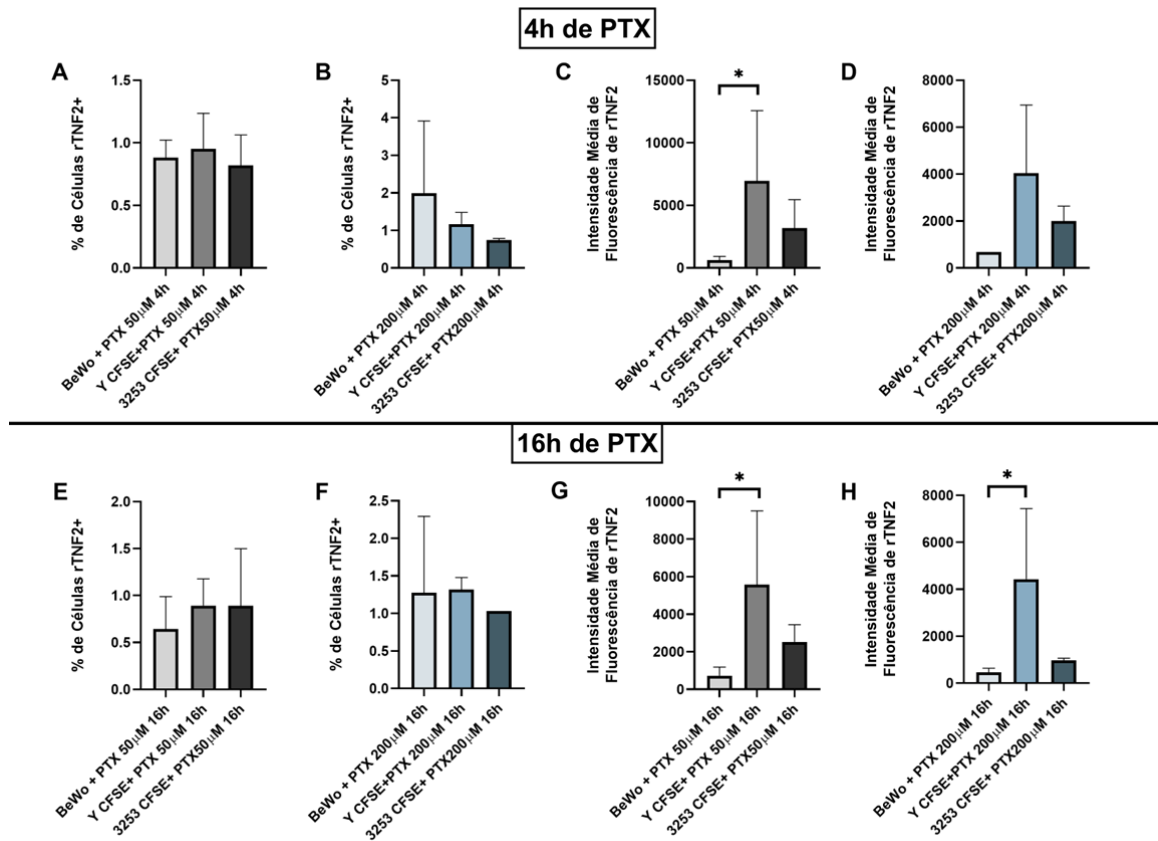 4h de PTX
A
% de Células rTNF2+
1.5
1.0
0.5
0.0
BeWo + PTX 50μM 4h
Y CFSE+PTX 50μM 4h
3253 CFSE+ PTX50μM 4h
B
% de Células rTNF2+
5
4
3
2
1
0
BeWo + PTX 200μM 4h
Y CFSE+PTX 200μM 4h
3253 CFSE+ PTX200μM 4h
C
Intensidade Média de
Fluorescência de rTNF2
15000
10000
5000
0
*
BeWo + PTX 50μM 4h
Y CFSE+PTX 50μM 4h
3253 CFSE+ PTX50μM 4h
D
Intensidade Média de
Fluorescência de rTNF2
8000
6000
4000
2000
0
BeWo + PTX 200μM 4h
Y CFSE+PTX 200μM 4h
3253 CFSE+ PTX200μM 4h
16h de PTX
E
% de Células rTNF2+
2.0
1.5
1.0
0.5
0.0
BeWo + PTX 50μM 16h
Y CFSE+ PTX 50μM 16h
3253 CFSE+ PTX50μM 16h
F
% de Células rTNF2+
2.5
2.0
1.5
1.0
0.5
0.0
BeWo + PTX 200μM 16h
Y CFSE+PTX 200μM 16h
3253 CFSE+ PTX200μM 16h
G
Intensidade Média de
Fluorescência de rTNF2
10000
8000
6000
4000
2000
0
*
BeWo + PTX 50μM 16h
Y CFSE+ PTX 50μM 16h
3253 CFSE+ PTX50μM 16h
H
Intensidade Média de
Fluorescência de rTNF2
8000
6000
4000
2000
0
*
BeWo + PTX 200μM 16h
Y CFSE+PTX 200μM 16h
3253 CFSE+ PTX200μM 16h